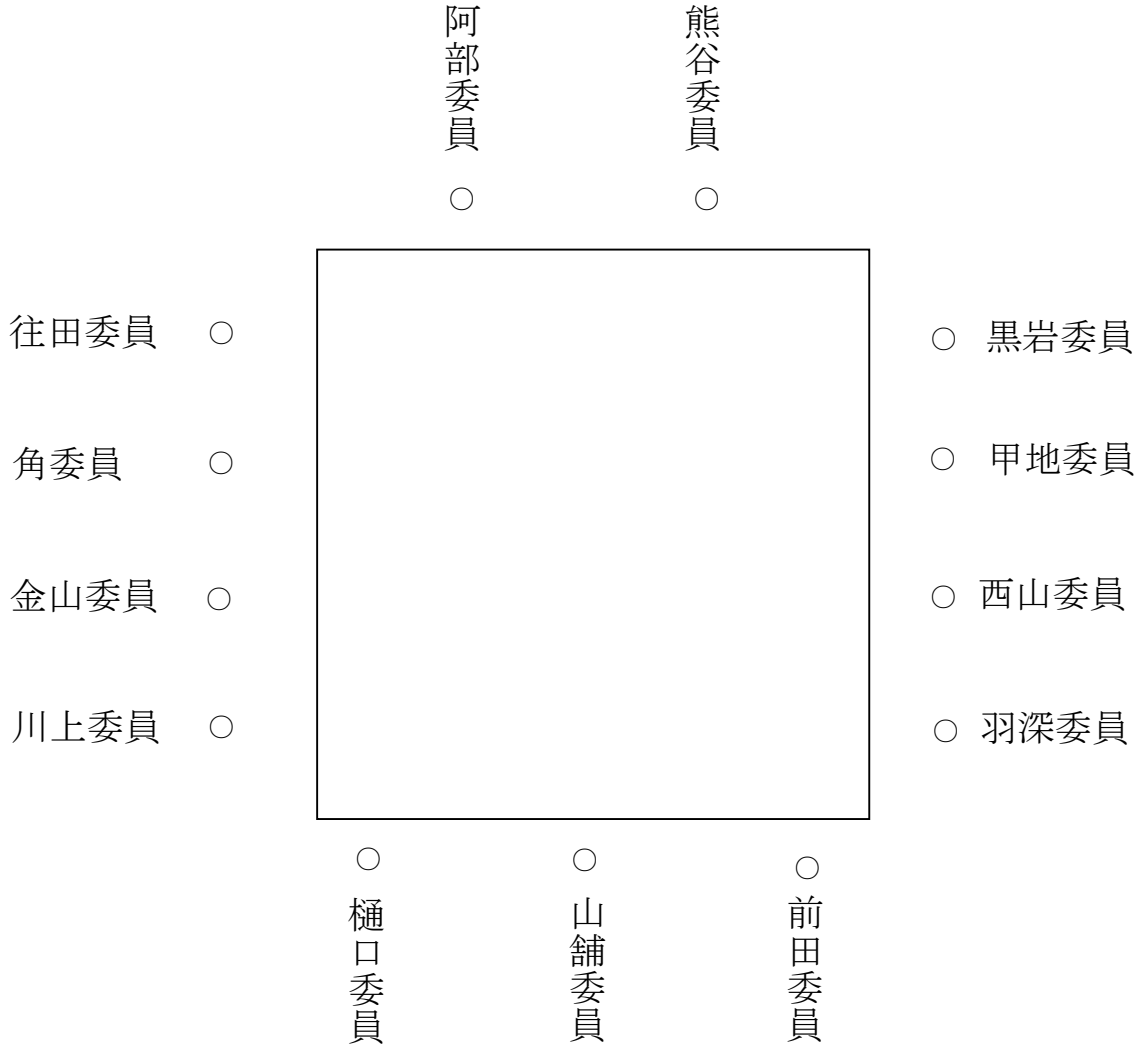 阿部委員
熊谷委員
○
○
往田委員 ○
○ 黒岩委員
角委員 ○
○ 甲地委員
金山委員 ○
○ 西山委員
川上委員 ○
○ 羽深委員
○
○
○
樋口委員
山舗委員
前田委員